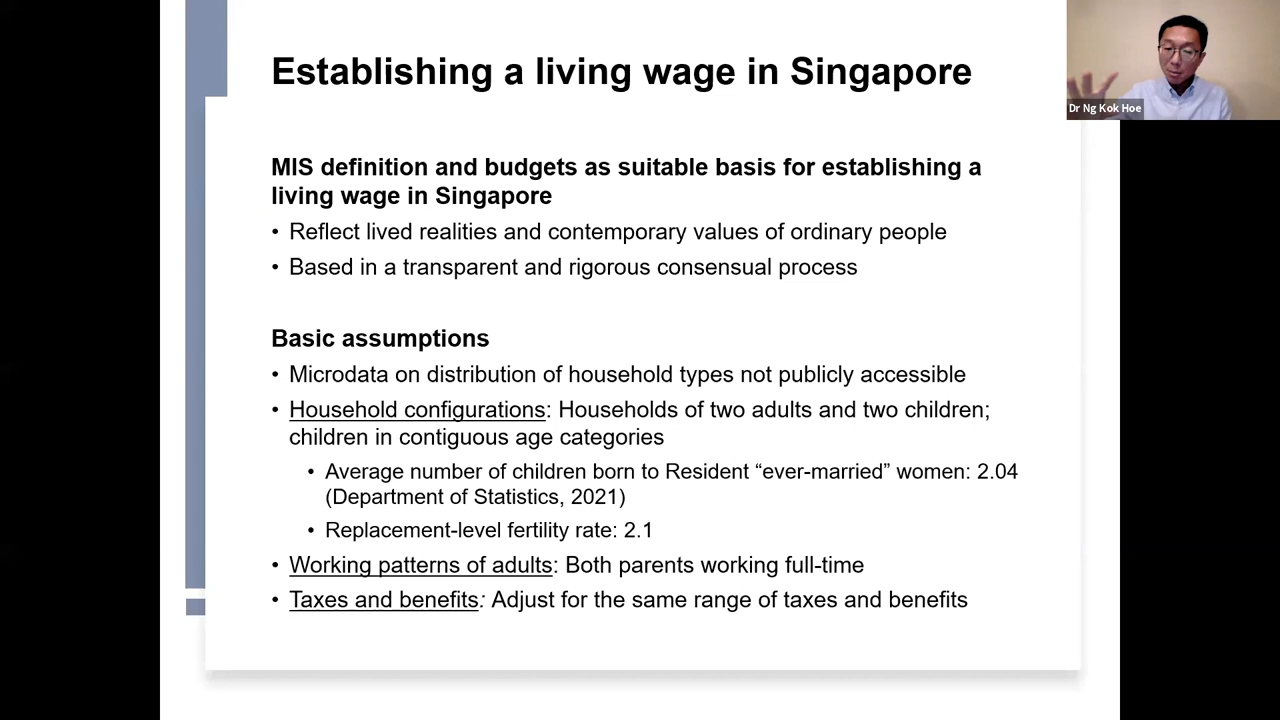 Establishing a living wage in Singapore
Dr Ng Kok Hoe
MIS definition and budgets as suitable basis for establishing a
living wage in Singapore
• Reflect lived realities and contemporary values of ordinary people
• Based in a transparent and rigorous consensual process
Basic assumptions
• Microdata on distribution of household types not publicly accessible
• Household configurations: Households of two adults and two children;
children in contiguous age categories
• Average number of children born to Resident “ever-married” women: 2.04
(Department of Statistics, 2021)
• Replacement-level fertility rate: 2.1
• Working patterns of adults: Both parents working full-time
• Taxes and benefits: Adjust for the same range of taxes and benefits